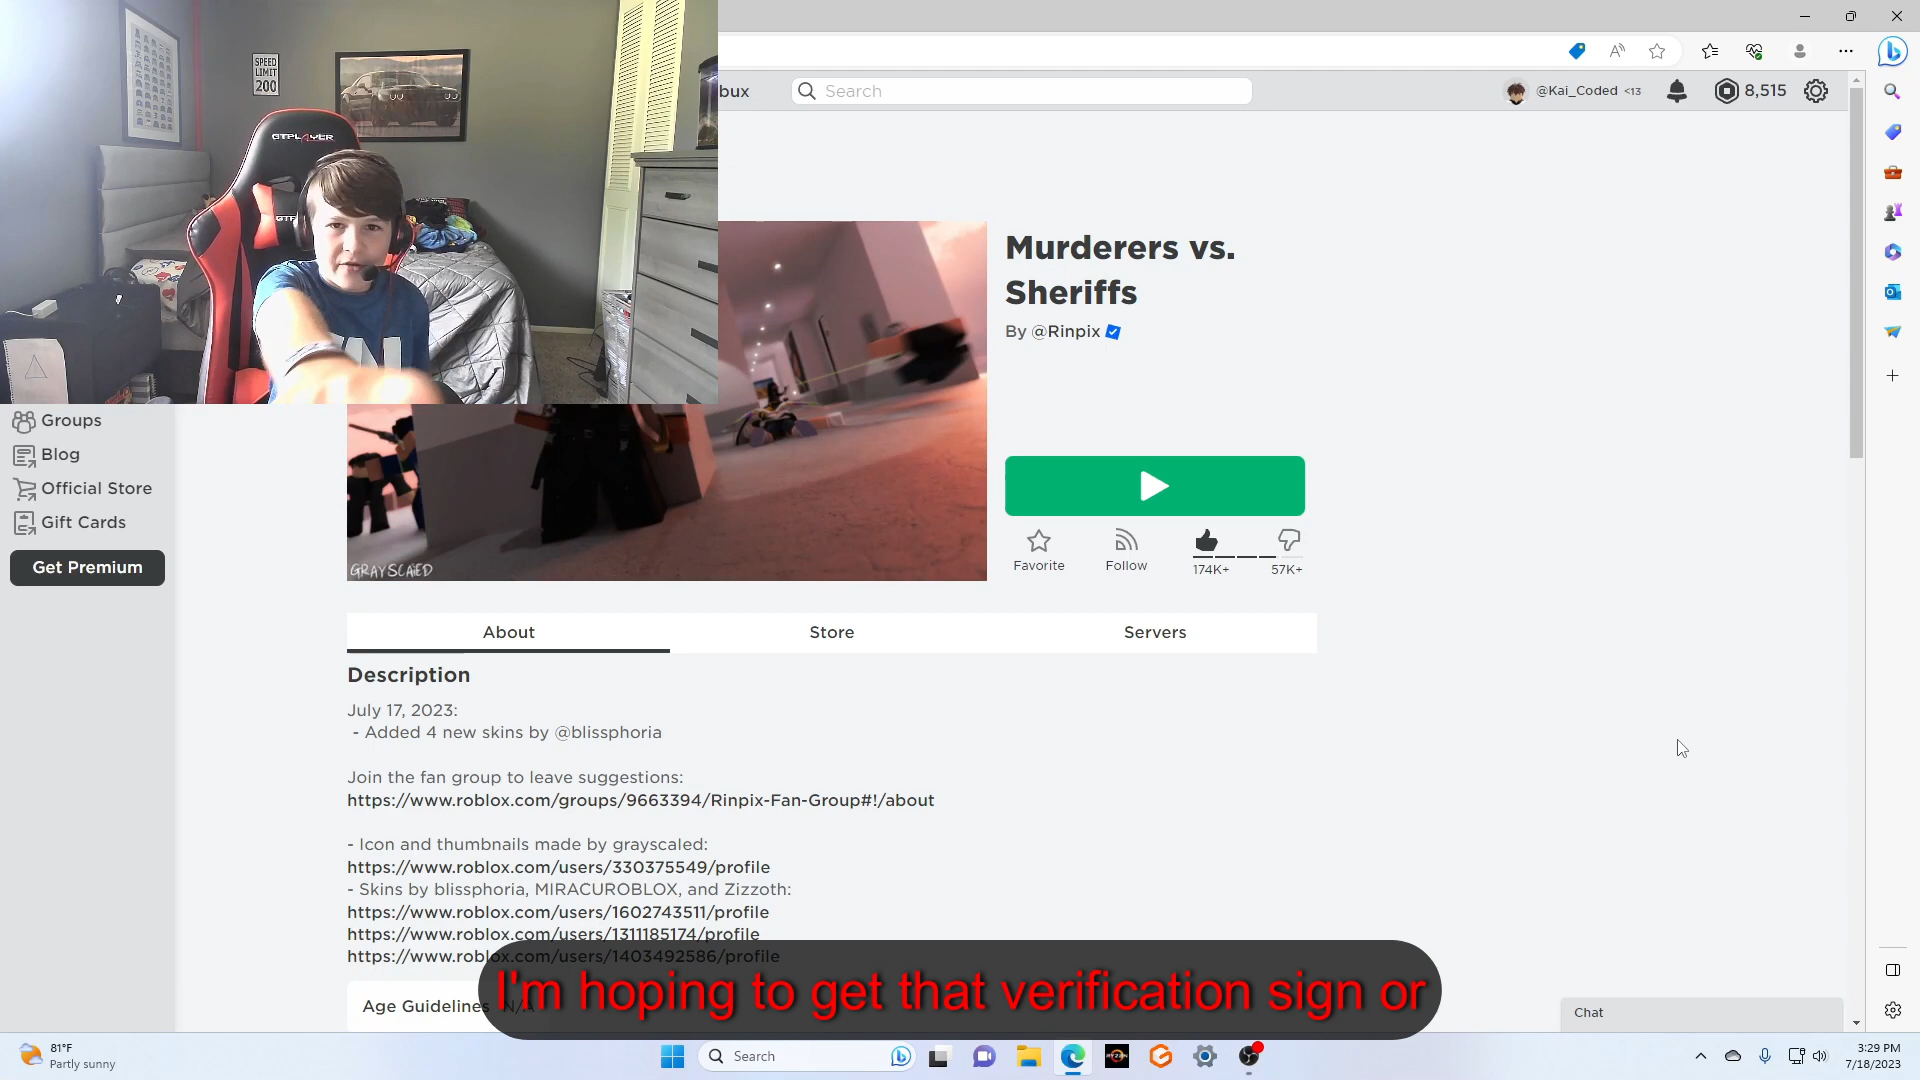 SPEED
LIMIT
200
GTPLAYER
bux
Search
@Kai_Coded <13
8,515
Murderers vs.
Sheriffs
By @Rinpix
Groups
Blog
Official Store
Gift Cards
Get Premium
GRAYSCALED
Favorite
Follow
174K+
57K+
About
Store
Servers
Description
July 17, 2023:
- Added 4 new skins by @blissphoria
Join the fan group to leave suggestions:
https://www.roblox.com/groups/9663394/Rinpix-Fan-Group#!/about
- Icon and thumbnails made by grayscaled:
https://www.roblox.com/users/330375549/profile
- Skins by blissphoria, MIRACUROBLOX, and Zizzoth:
https://www.roblox.com/users/1602743511/profile
https://www.roblox.com/users/1311185174/profile
https://www.roblox.com/users/1403492586/profile
Age Guidelines N/A
I'm hoping to get that verification sign or
Chat
81°F
Partly sunny
Search
RYZEN
3:29 PM
7/18/2023